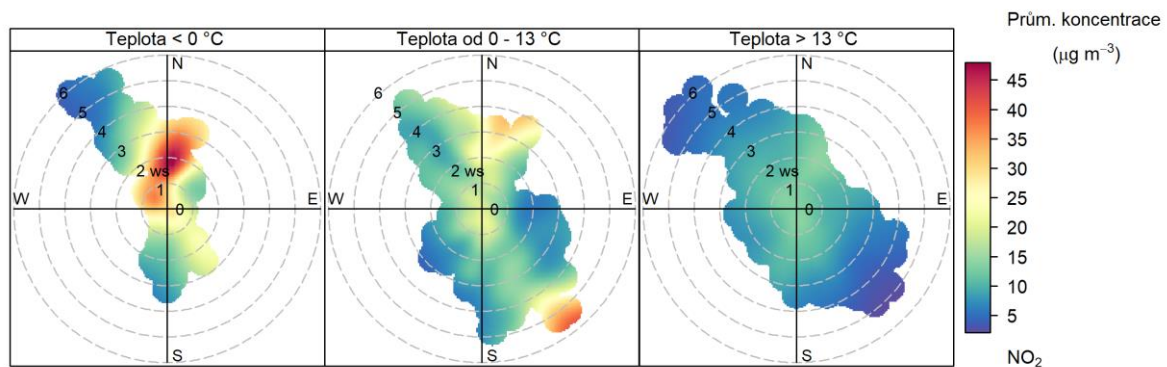 Teplota < 0 °C
N
6
5
4
3
2 ws
1
0
W
E
S
Teplota od 0 - 13 °C
N
6
5
4
3
2 ws
1
0
W
E
S
Teplota > 13 °C
N
6
5
4
3
2 ws
1
0
W
E
S
Prům. koncentrace
(μg m⁻³)
45
40
35
30
25
20
15
10
5
NO₂